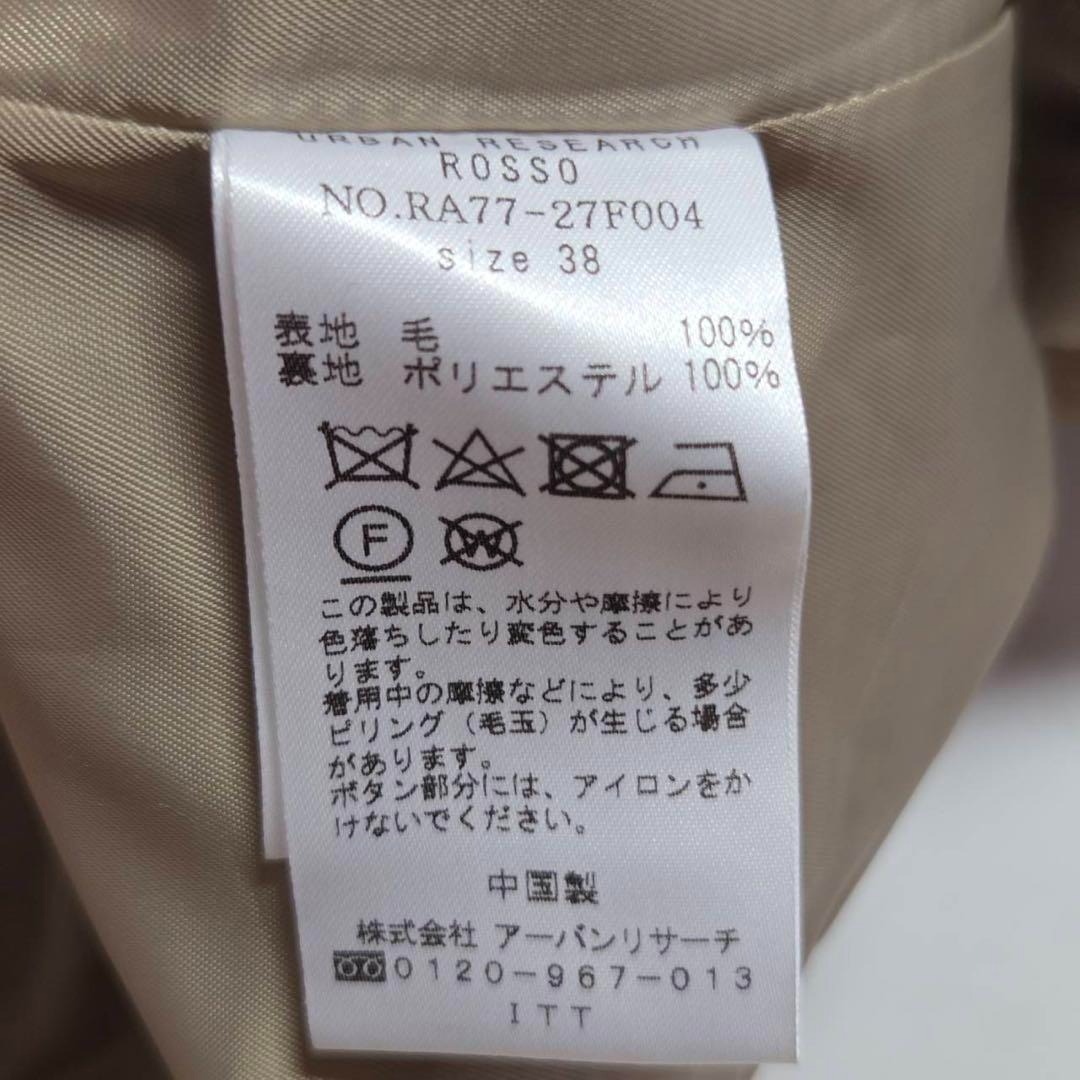 URBAN RESEARCH
ROSSO
NO.RA77-27F004
size 38
表地 毛 100%
裏地 ポリエステル 100%
F
W
この製品は、水分や摩擦により
色落ちしたり変色することがあ
ります。
着用中の摩擦などにより、多少
ピリング（毛玉）が生じる場合
があります。
ボタン部分には、アイロンをか
けないでください。
中国製
株式会社 アーバンリサーチ
0120-967-013
ITT